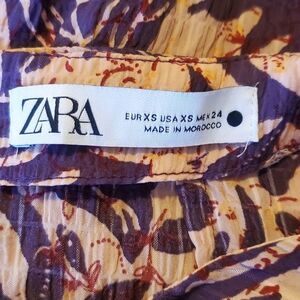 ZARA
EUR XS USA XS MEX 24
MADE IN MOROCCO